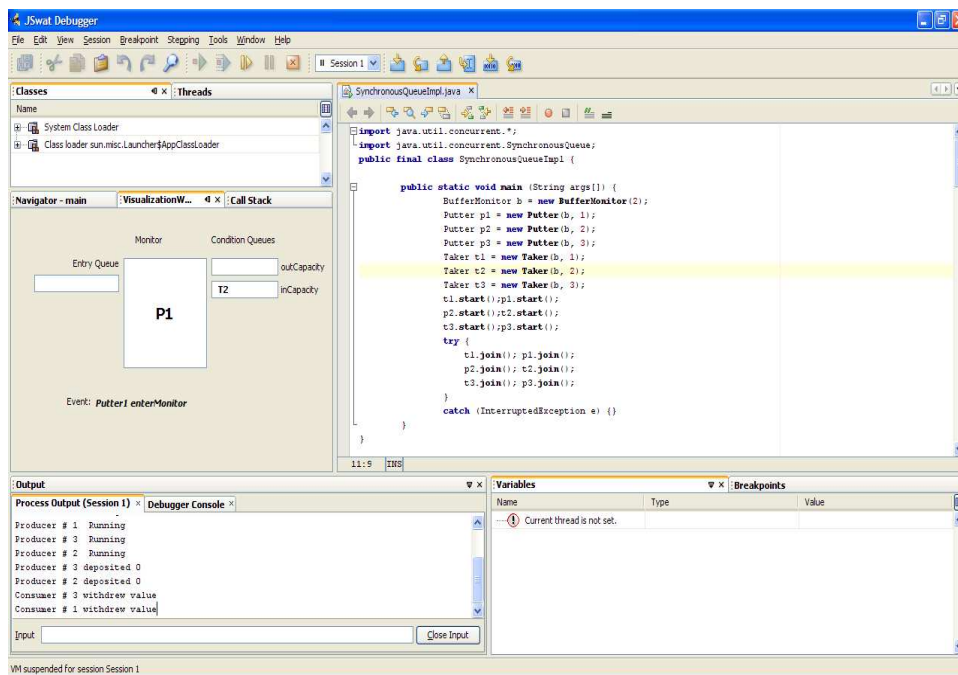 JSwat Debugger
File Edit View Session Breakpoint Stepping Tools Window Help
Session 1
Classes Threads
Name
System Class Loader
Class loader sun.misc.Launcher$AppClassLoader
Navigator - main VisualizationW... Call Stack
Monitor Condition Queues
Entry Queue outCapacity
T2 inCapacity
P1
Event: Putter1 enterMonitor
SynchronousQueueImpl.java
import java.util.concurrent.*;
import java.util.concurrent.SynchronousQueue;
public final class SynchronousQueueImpl {
public static void main (String args[]) {
BufferMonitor b = new BufferMonitor(2);
Putter p1 = new Putter(b, 1);
Putter p2 = new Putter(b, 2);
Putter p3 = new Putter(b, 3);
Taker t1 = new Taker(b, 1);
Taker t2 = new Taker(b, 2);
Taker t3 = new Taker(b, 3);
t1.start();p1.start();
p2.start();t2.start();
t3.start();p3.start();
try {
t1.join(); p1.join();
p2.join(); t2.join();
t3.join(); p3.join();
}
catch (InterruptedException e) {}
}
}
11:9 INS
Output
Process Output (Session 1) × Debugger Console ×
Producer # 1 Running
Producer # 3 Running
Producer # 2 Running
Producer # 3 deposited 0
Producer # 2 deposited 0
Consumer # 3 withdrew value
Consumer # 1 withdrew value
Input Close Input
Variables Breakpoints
Name Type Value
Current thread is not set.
VM suspended for session Session 1